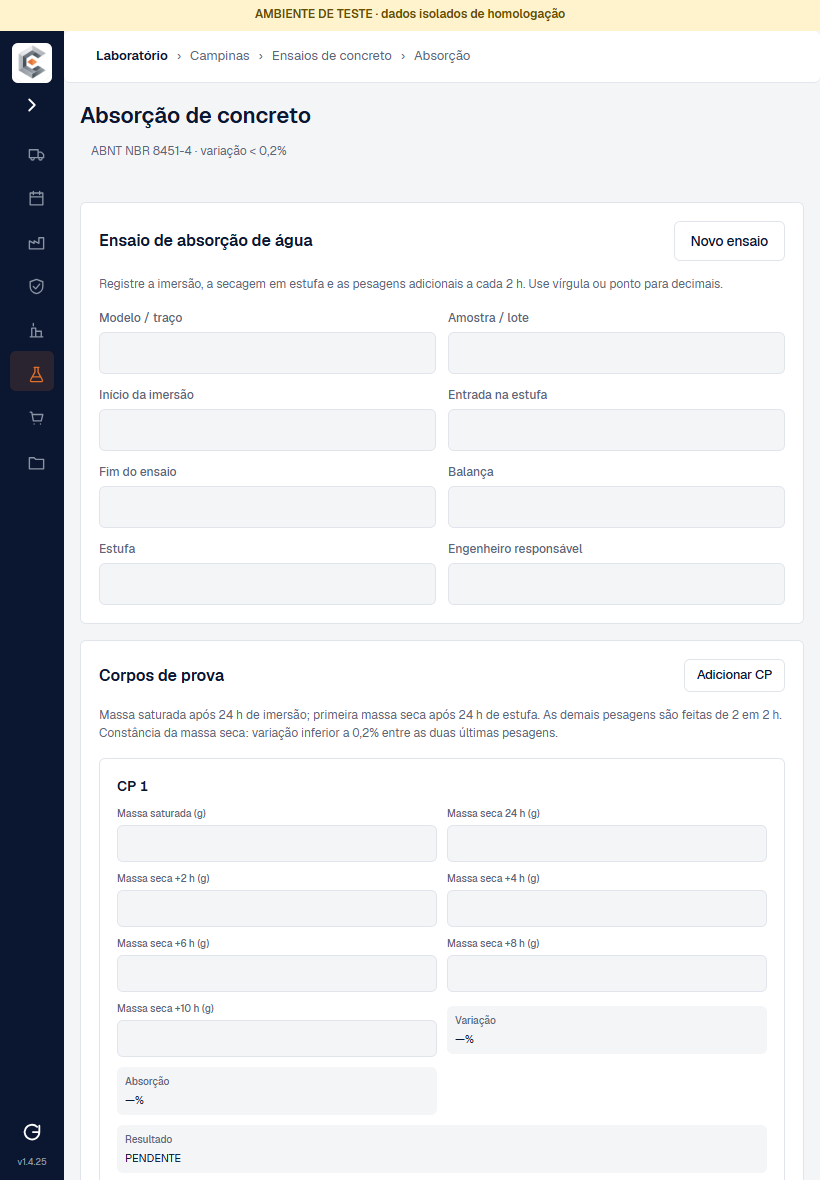 AMBIENTE DE TESTE · dados isolados de homologação
Laboratório › Campinas › Ensaios de concreto › Absorção
Absorção de concreto
ABNT NBR 8451-4 · variação < 0,2%
Ensaio de absorção de água
Novo ensaio
Registre a imersão, a secagem em estufa e as pesagens adicionais a cada 2 h. Use vírgula ou ponto para decimais.
Modelo / traço
Amostra / lote
Início da imersão
Entrada na estufa
Fim do ensaio
Balança
Estufa
Engenheiro responsável
Corpos de prova
Adicionar CP
Massa saturada após 24 h de imersão; primeira massa seca após 24 h de estufa. As demais pesagens são feitas de 2 em 2 h.
Constância da massa seca: variação inferior a 0,2% entre as duas últimas pesagens.
CP 1
Massa saturada (g)
Massa seca 24 h (g)
Massa seca +2 h (g)
Massa seca +4 h (g)
Massa seca +6 h (g)
Massa seca +8 h (g)
Massa seca +10 h (g)
Variação
—%
Absorção
—%
Resultado
PENDENTE
v1.4.25